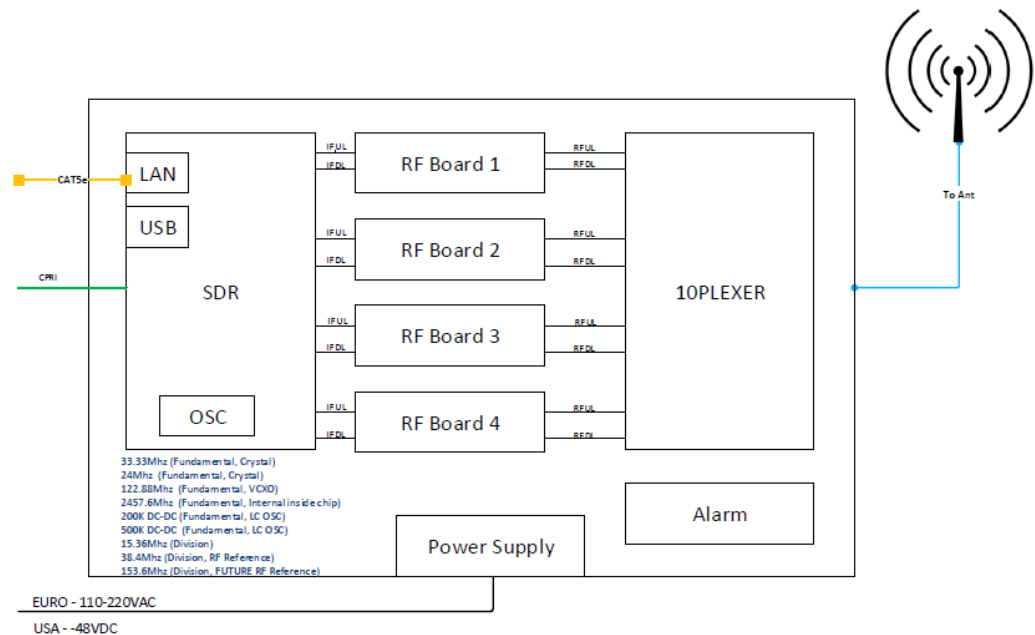 IFUL
IFDL
RF Board 1
RFUL
RFDL
LAN
CAT5e
To Ant
USB
IFUL
IFDL
RF Board 2
RFUL
RFDL
CPRI
SDR
10PLEXER
IFUL
IFDL
RF Board 3
RFUL
RFDL
OSC
IFUL
IFDL
RF Board 4
RFUL
RFDL
33.33Mhz (Fundamental, Crystal)
24Mhz (Fundamental, Crystal)
122.88Mhz (Fundamental, VCXO)
2457.6Mhz (Fundamental, Internal inside chip)
200K DC-DC (Fundamental, LC OSC)
500K DC-DC (Fundamental, LC OSC)
15.36Mhz (Division)
38.4Mhz (Division, RF Reference)
153.6Mhz (Division, FUTURE RF Reference)
Alarm
Power Supply
EURO - 110-220VAC
USA - -48VDC